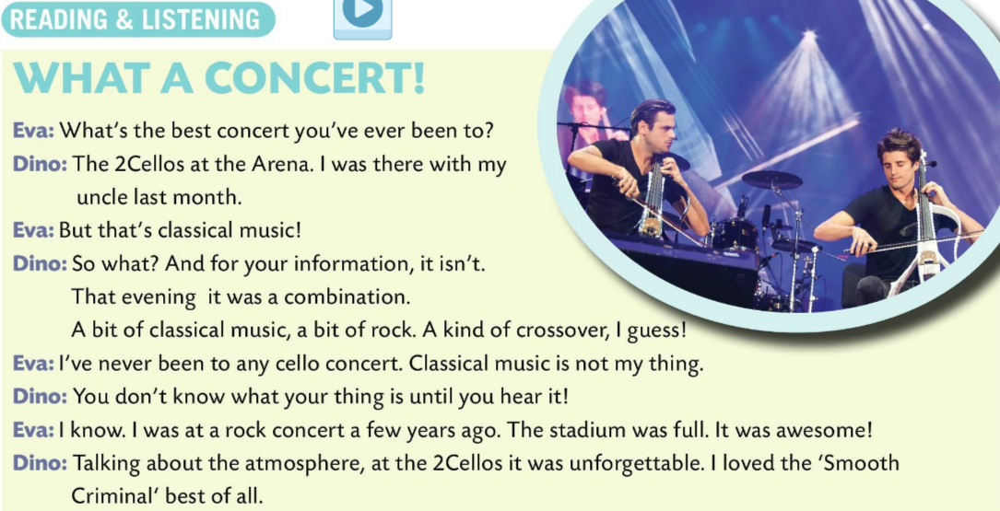 READING & LISTENING
WHAT A CONCERT!
Eva: What's the best concert you've ever been to?
Dino: The 2Cellos at the Arena. I was there with my
uncle last month.
Eva: But that's classical music!
Dino: So what? And for your information, it isn't.
That evening it was a combination.
A bit of classical music, a bit of rock. A kind of crossover, I guess!
Eva: I've never been to any cello concert. Classical music is not my thing.
Dino: You don't know what your thing is until you hear it!
Eva: I know. I was at a rock concert a few years ago. The stadium was full. It was awesome!
Dino: Talking about the atmosphere, at the 2Cellos it was unforgettable. I loved the 'Smooth
Criminal' best of all.